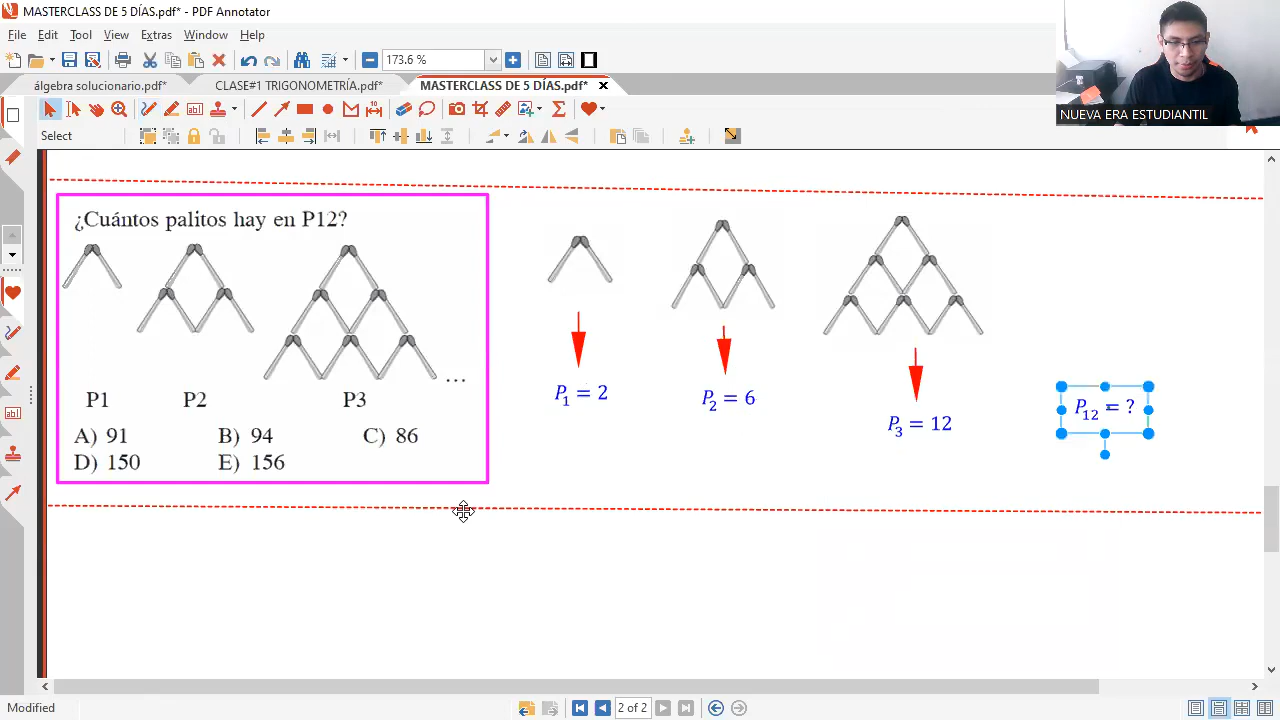 MASTERCLASS DE 5 DÍAS.pdf* - PDF Annotator
File Edit Tool View Extras Window Help
173.6 %
álgebra solucionario.pdf* CLASE#1 TRIGONOMETRÍA.pdf MASTERCLASS DE 5 DÍAS.pdf*
NUEVA ERA ESTUDIANTIL
Select
¿Cuántos palitos hay en P12?
...
P1 P2 P3
A) 91 B) 94 C) 86
D) 150 E) 156
P₁ = 2
P₂ = 6
P₃ = 12
P₁₂ = ?
Modified
2 of 2